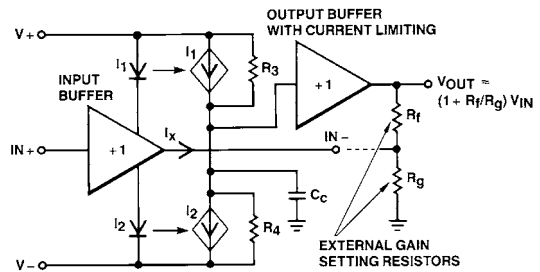 OUTPUT BUFFER
WITH CURRENT LIMITING
V+
I1
I1
R3
INPUT
BUFFER
+1
VOUT =
(1 + Rf/Rg) VIN
Rf
IN+
+1
Ix
IN-
Rg
Cc
I2
I2
R4
V-
EXTERNAL GAIN
SETTING RESISTORS